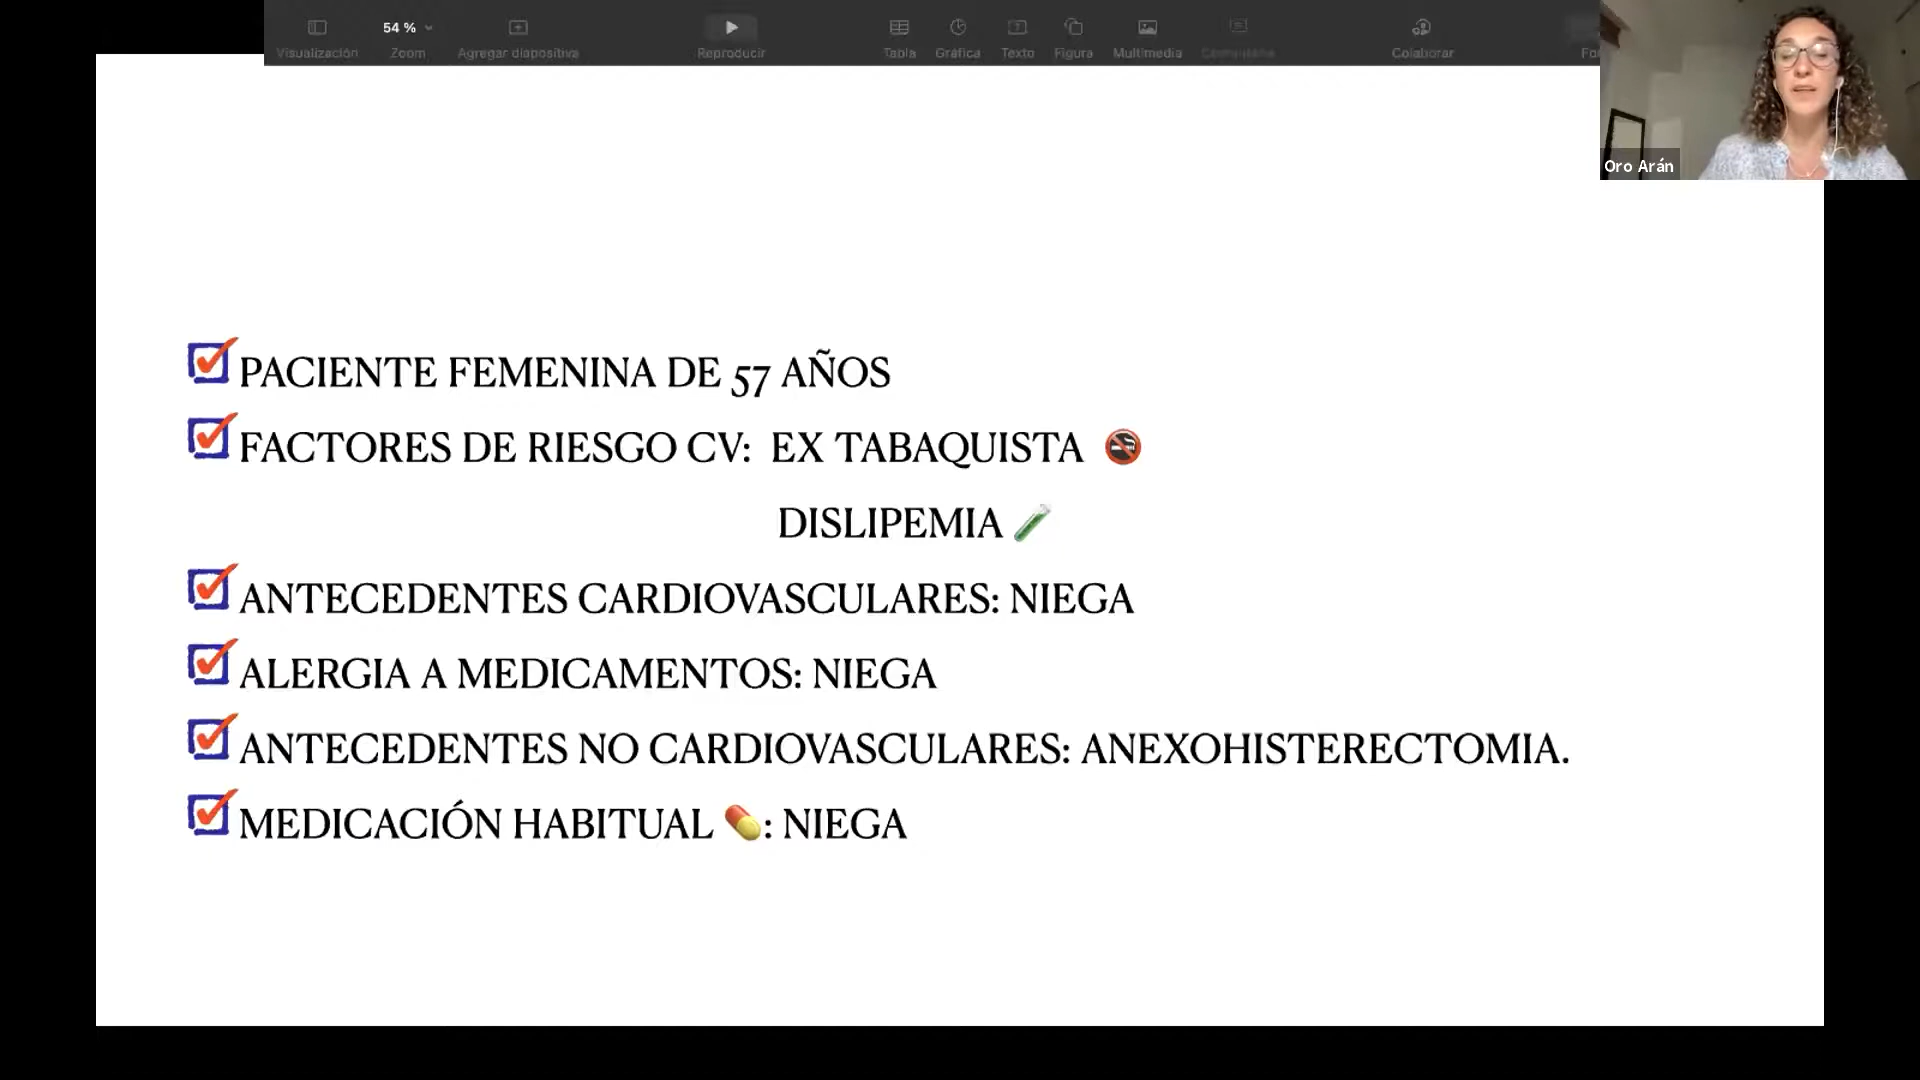 54 %
Visualización
Zoom
Agregar diapositiva
Reproducir
Tabla
Gráfica
Texto
Figura
Multimedia
Colaborar
Oro Arán
PACIENTE FEMENINA DE 57 AÑOS
FACTORES DE RIESGO CV: EX TABAQUISTA
DISLIPEMIA
ANTECEDENTES CARDIOVASCULARES: NIEGA
ALERGIA A MEDICAMENTOS: NIEGA
ANTECEDENTES NO CARDIOVASCULARES: ANEXOHISTERECTOMIA.
MEDICACIÓN HABITUAL : NIEGA